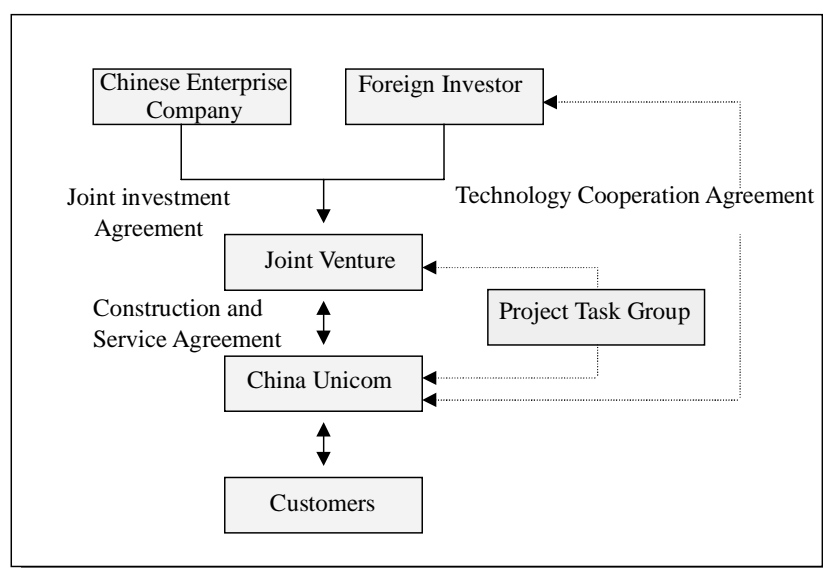 Chinese Enterprise
Company
Foreign Investor
Joint investment
Agreement
Technology Cooperation Agreement
Joint Venture
Construction and
Service Agreement
Project Task Group
China Unicom
Customers